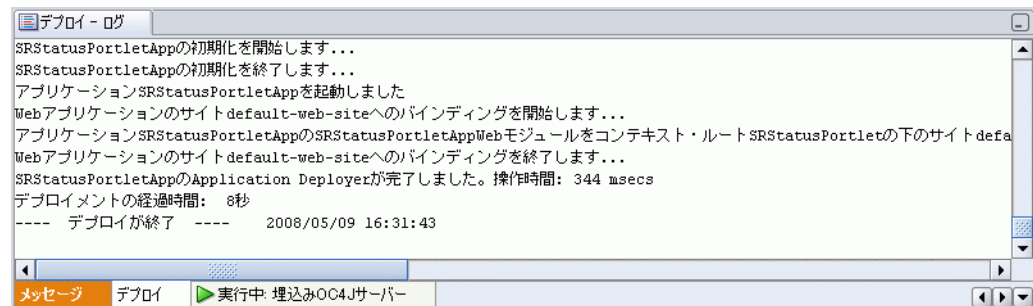 デプロイ - ログ
SRStatusPortletAppの初期化を開始します...
SRStatusPortletAppの初期化を終了します...
アプリケーションSRStatusPortletAppを起動しました
Webアプリケーションのサイトdefault-web-siteへのバインディングを開始します...
アプリケーションSRStatusPortletAppのSRStatusPortletAppWebモジュールをコンテキスト・ルートSRStatusPortletの下のサイトdefa
Webアプリケーションのサイトdefault-web-siteへのバインディングを終了します...
SRStatusPortletAppのApplication Deployerが完了しました。操作時間: 344 msecs
デプロイメントの経過時間: 8秒
---- デプロイが終了 ---- 2008/05/09 16:31:43
メッセージ デプロイ 実行中: 埋込みOC4Jサーバー